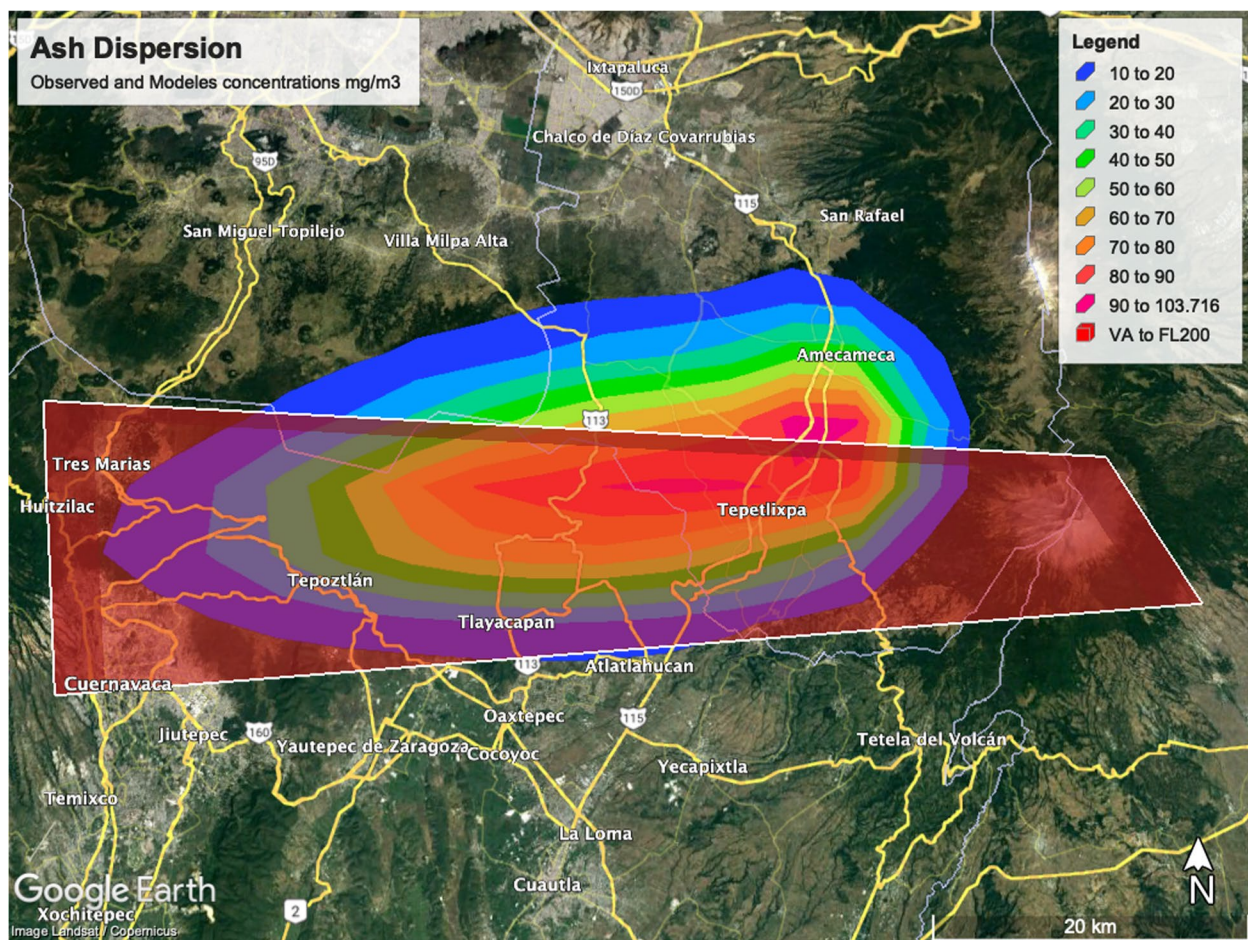 Ash Dispersion
Observed and Modeles concentrations mg/m3
Legend
10 to 20
20 to 30
30 to 40
40 to 50
50 to 60
60 to 70
70 to 80
80 to 90
90 to 103.716
VA to FL200
Ixtapaluca
150D
Chalco de Díaz Covarrubias
95D
115
San Rafael
San Miguel Topilejo
Villa Milpa Alta
Amecameca
113
Tres Marias
Huitzilac
Tepetlixpa
Tepoztlán
Tlayacapan
113
Atlatlahucan
Cuernavaca
Oaxtepec
115
Jiutepec
160
Yautepec de Zaragoza
Cocoyoc
Tetela del Volcán
Yecapixtla
Temixco
La Loma
Cuautla
Google Earth
2
N
Xochitepec
20 km
Image Landsat / Copernicus